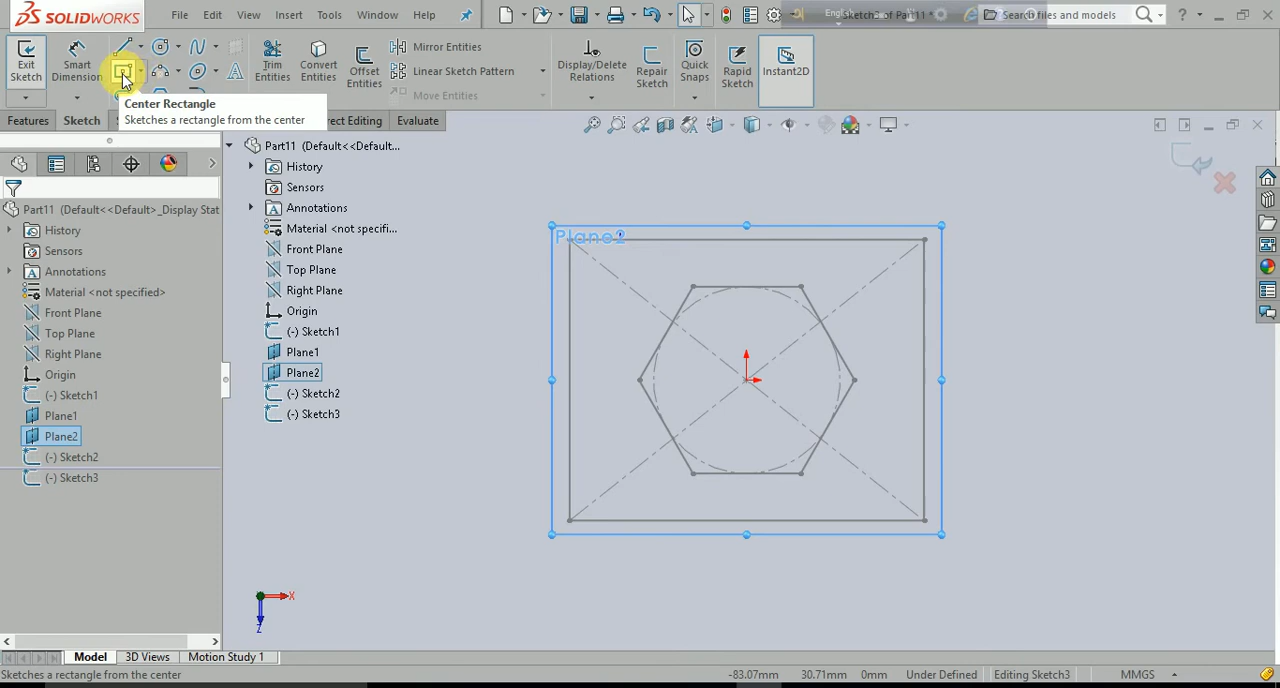 SOLIDWORKS
File Edit View Insert Tools Window Help
English
Search files and models
Exit Sketch
Smart Dimension
Trim Entities
Convert Entities
Offset Entities
Mirror Entities
Linear Sketch Pattern
Move Entities
Display/Delete Relations
Repair Sketch
Quick Snaps
Rapid Sketch
Instant2D
Center Rectangle
Sketches a rectangle from the center
Features Sketch
rect Editing Evaluate
Part11 (Default<<Default>_Display Stat
History
Sensors
Annotations
Material <not specified>
Front Plane
Top Plane
Right Plane
Origin
(-) Sketch1
Plane1
Plane2
(-) Sketch2
(-) Sketch3
Part11 (Default<<Default...
History
Sensors
Annotations
Material <not specifi...
Front Plane
Top Plane
Right Plane
Origin
(-) Sketch1
Plane1
Plane2
(-) Sketch2
(-) Sketch3
Plane2
X
Z
Model 3D Views Motion Study 1
Sketches a rectangle from the center
-83.07mm 30.71mm 0mm Under Defined Editing Sketch3 MMGS